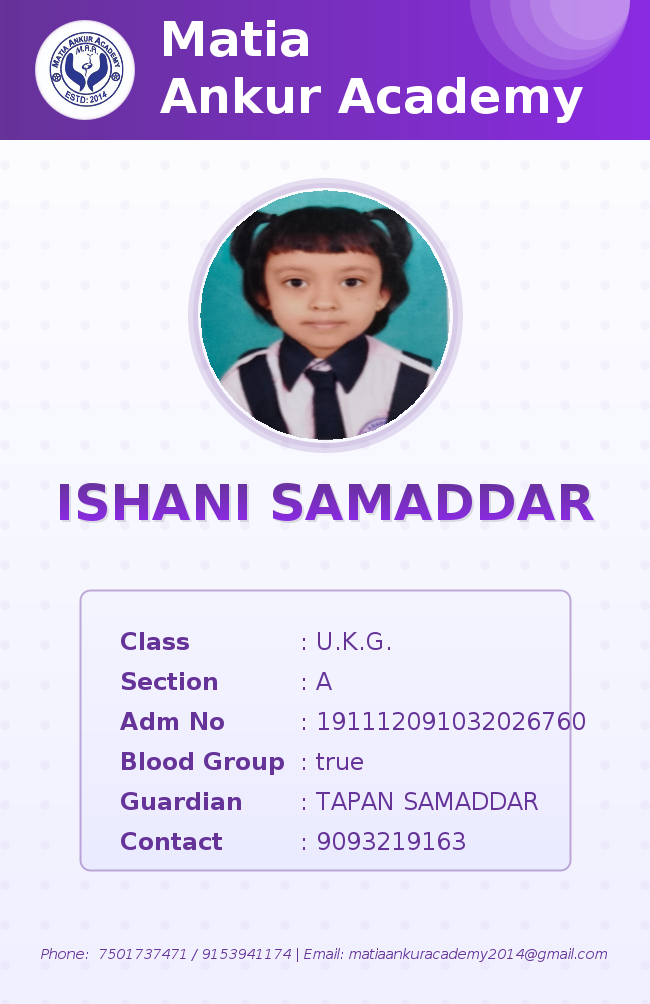 MATIA ANKUR ACADEMY
M.A.A.
ESTD: 2014
Matia
Ankur Academy
ISHANI SAMADDAR
Class : U.K.G.
Section : A
Adm No : 191112091032026760
Blood Group : true
Guardian : TAPAN SAMADDAR
Contact : 9093219163
Phone: 7501737471 / 9153941174 | Email: matiaankuracademy2014@gmail.com